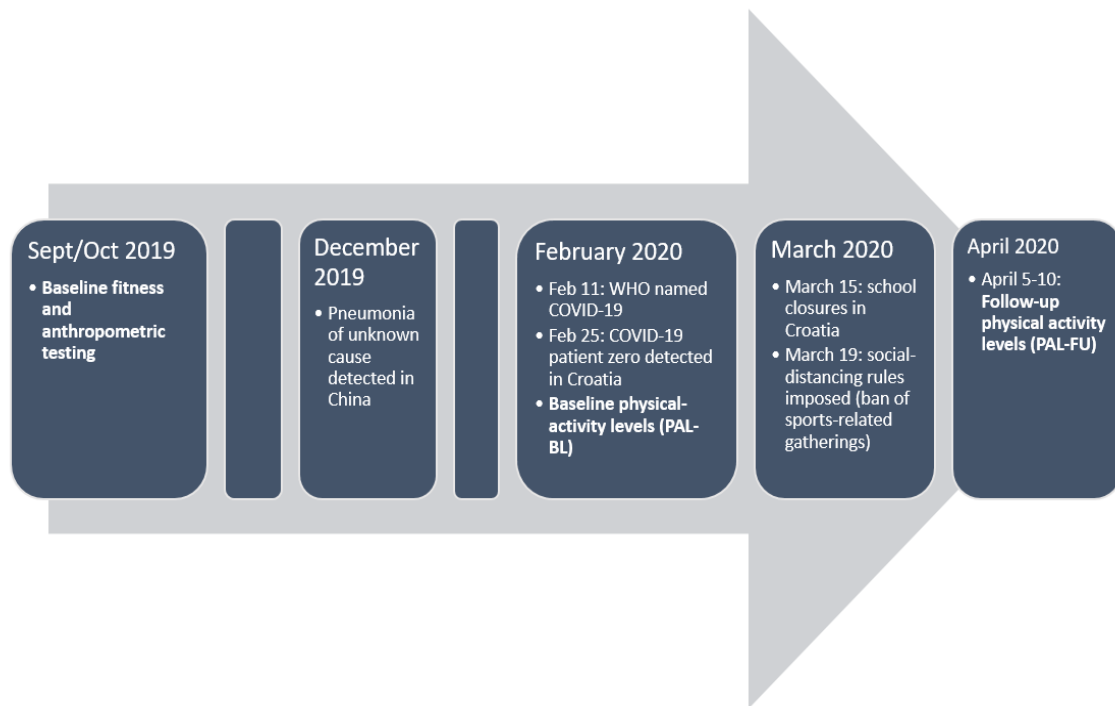 Sept/Oct 2019
• Baseline fitness
and
anthropometric
testing
December
2019
• Pneumonia
of unknown
cause
detected in
China
February 2020
• Feb 11: WHO named
COVID-19
• Feb 25: COVID-19
patient zero detected
in Croatia
• Baseline physical-
activity levels (PAL-
BL)
March 2020
• March 15: school
closures in
Croatia
• March 19: social-
distancing rules
imposed (ban of
sports-related
gatherings)
April 2020
• April 5-10:
Follow-up
physical activity
levels (PAL-FU)